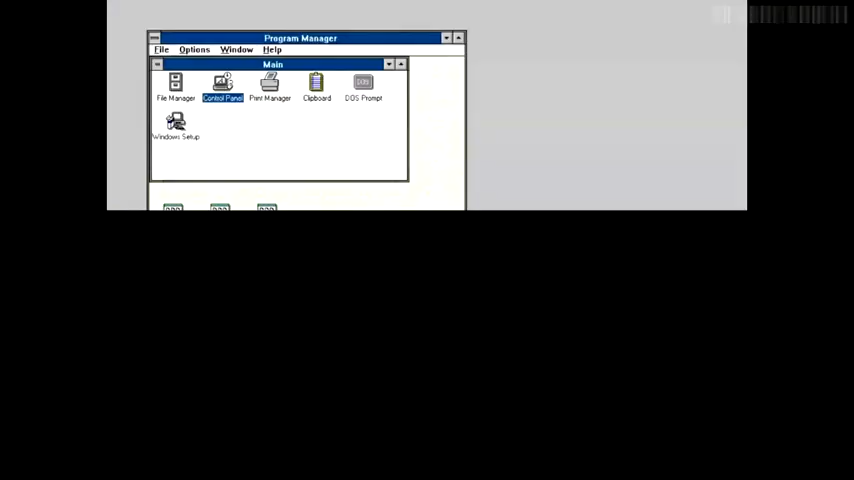 Program Manager
File Options Window Help
Main
File Manager Control Panel Print Manager Clipboard DOS Prompt
Windows Setup